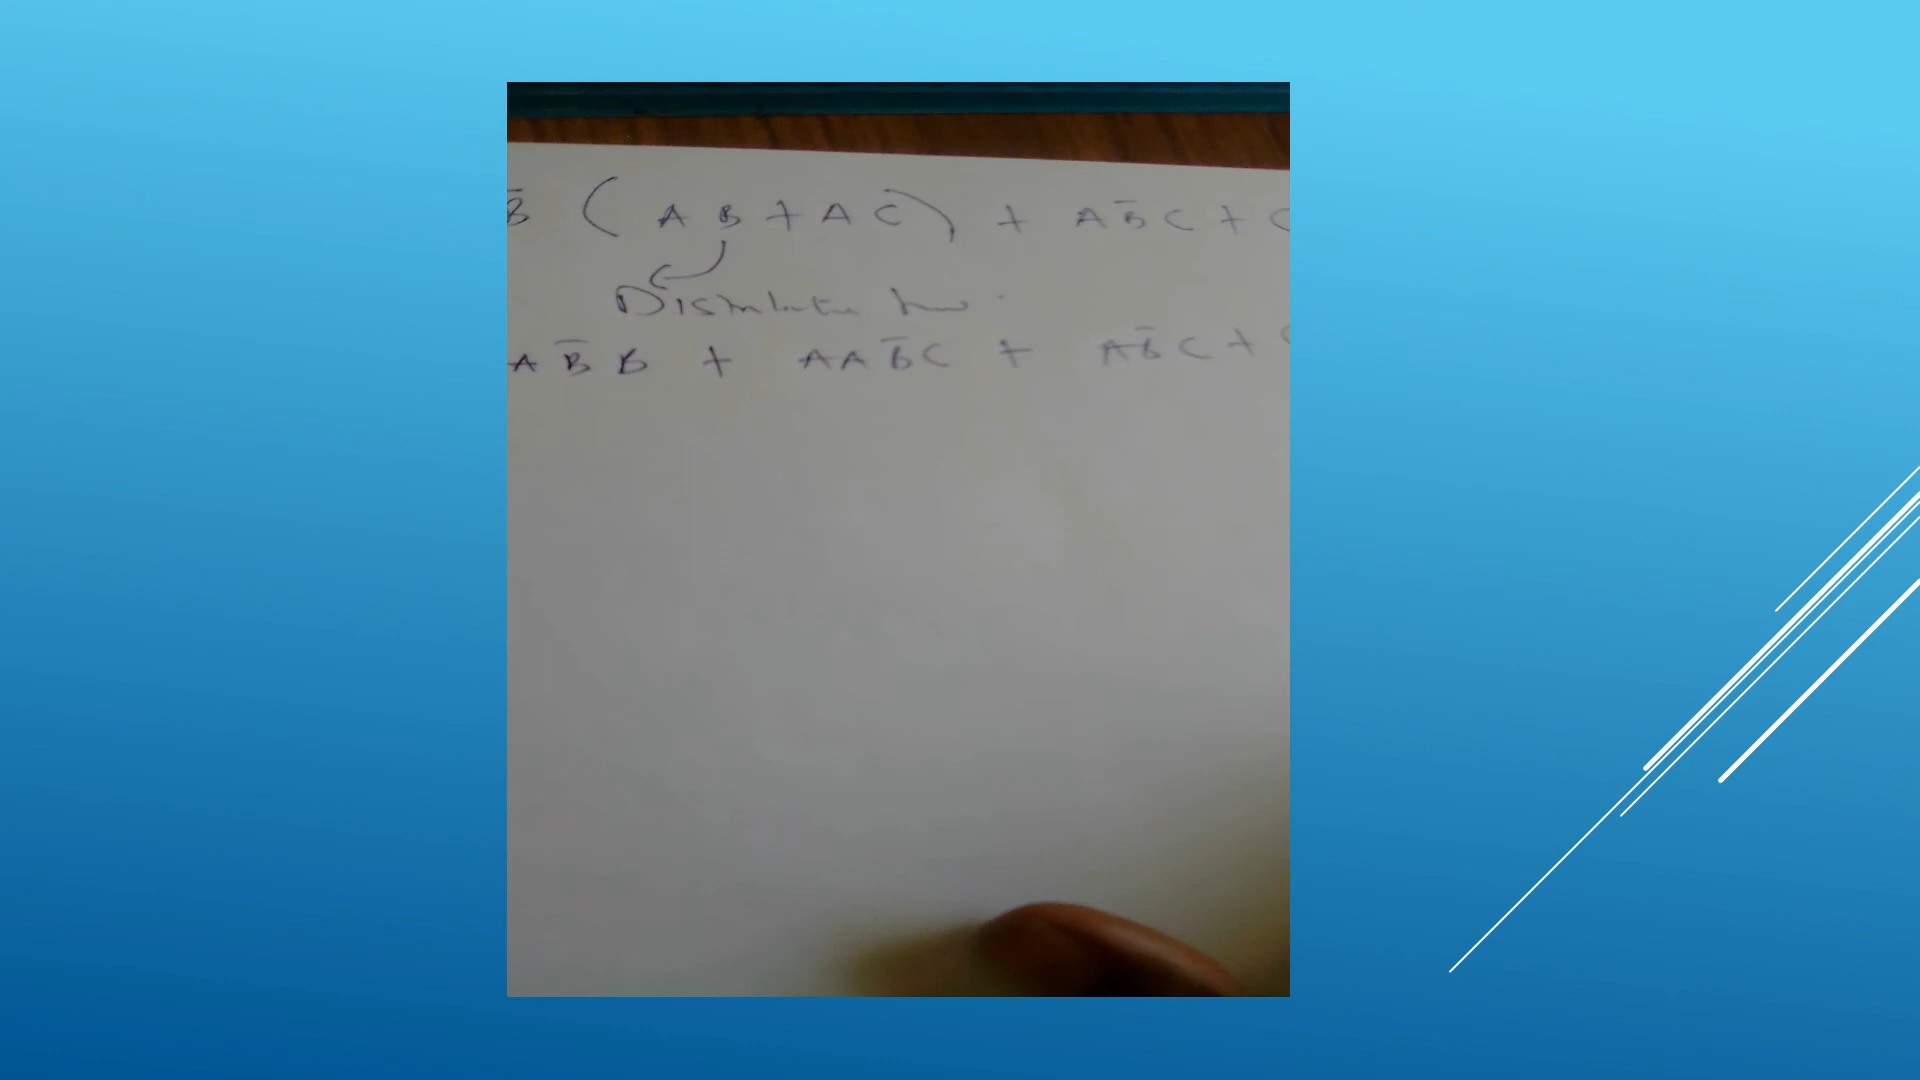 B̅ ( A B + A C ) + A B̅ C + C
Distributive law.
A B̅ B + A A B̅ C + A B̅ C + C